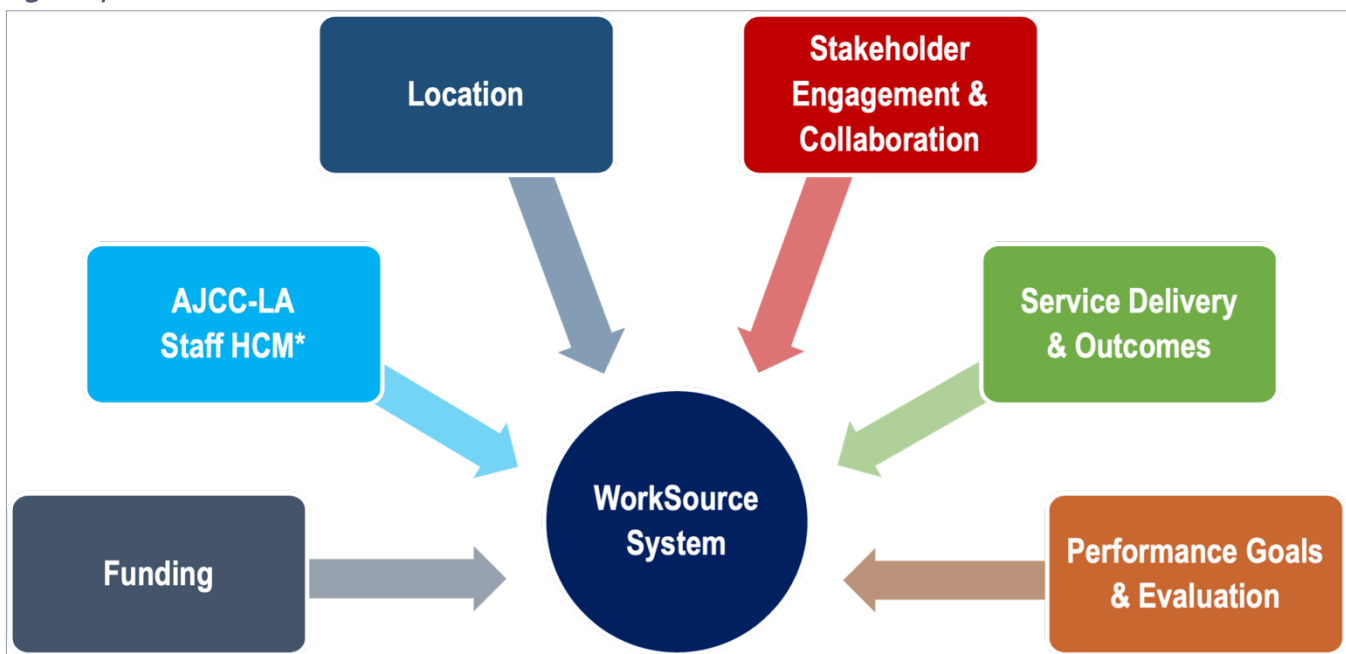 Location
Stakeholder
Engagement &
Collaboration
AJCC-LA
Staff HCM*
Service Delivery
& Outcomes
WorkSource
System
Funding
Performance Goals
& Evaluation